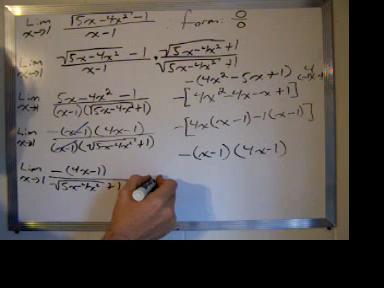 Lim x→1 √(5x-4x²) -1 / x-1 : form: 0/0
Lim x→1 √(5x-4x²) -1 / x-1 · √(5x-4x²) +1 / √(5x-4x²) +1
-(4x²-5x+1)
Lim x→1 5x-4x²-1 / (x-1)(√(5x-4x²)+1)
-[4x²-4x-x+1]
Lim x→1 -(x-1)(4x-1) / (x-1)(√(5x-4x²)+1)
-[4x(x-1)-1(x-1)]
-(x-1)(4x-1)
Lim x→1 -(4x-1) / √(5x-4x²)+1